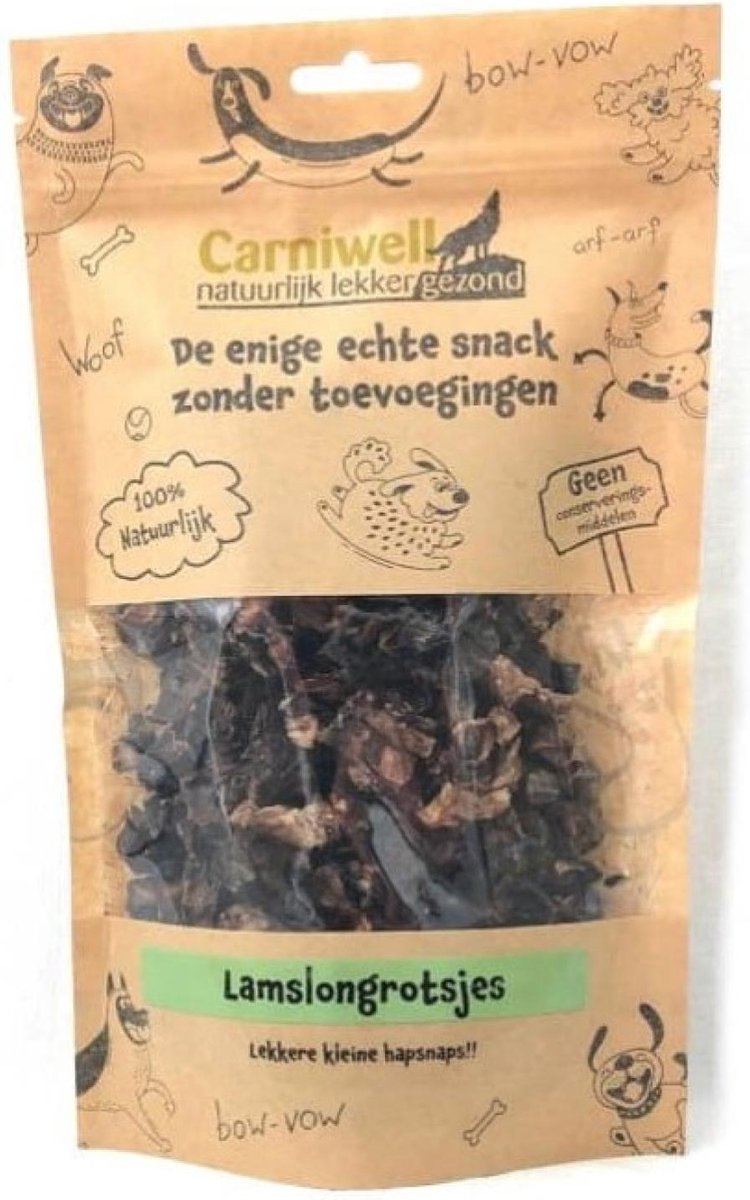 bow-vow
Carniwell
natuurlijk lekker gezond
arf-arf
Woof
De enige echte snack
zonder toevoegingen
100%
Natuurlijk
Geen
conserverings-
middelen
Lamslongrotsjes
Lekkere kleine hapsnaps!!
bow-vow